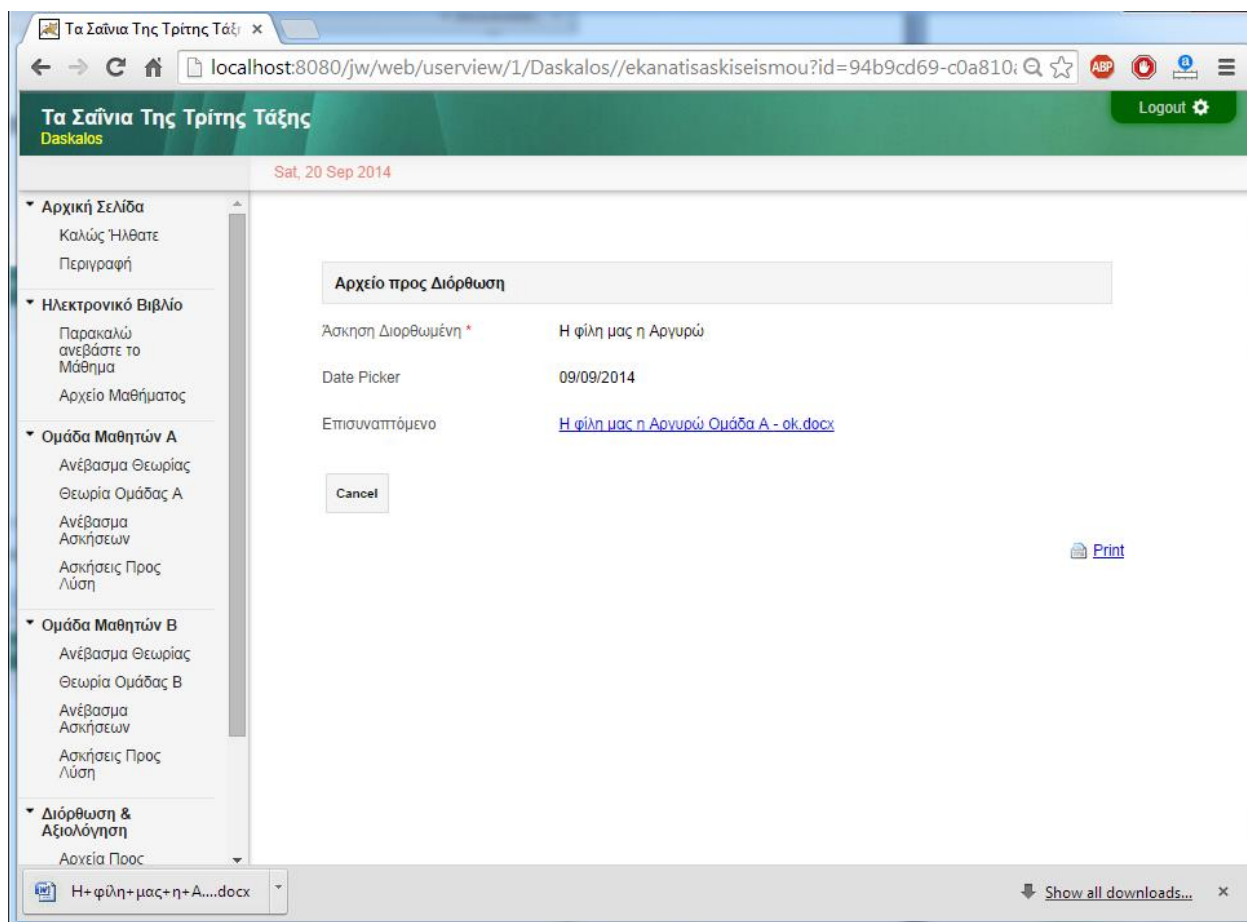 Τα Σαΐνια Της Τρίτης Τάξη
localhost:8080/jw/web/userview/1/Daskalos//ekanatisaskiseismou?id=94b9cd69-c0a810
ABP
a
Τα Σαΐνια Της Τρίτης Τάξης
Daskalos
Logout
Sat, 20 Sep 2014
Αρχική Σελίδα
Καλώς Ήλθατε
Περιγραφή
Ηλεκτρονικό Βιβλίο
Παρακαλώ
ανεβάστε το
Μάθημα
Αρχείο Μαθήματος
Ομάδα Μαθητών Α
Ανέβασμα Θεωρίας
Θεωρία Ομάδας Α
Ανέβασμα
Ασκήσεων
Ασκήσεις Προς
Λύση
Ομάδα Μαθητών Β
Ανέβασμα Θεωρίας
Θεωρία Ομάδας Β
Ανέβασμα
Ασκήσεων
Ασκήσεις Προς
Λύση
Διόρθωση &
Αξιολόγηση
Αρχεία Προς
Αρχείο προς Διόρθωση
Άσκηση Διορθωμένη * Η φίλη μας η Αργυρώ
Date Picker 09/09/2014
Επισυναπτόμενο Η φίλη μας η Αργυρώ Ομάδα Α - ok.docx
Cancel
Print
Η+φίλη+μας+η+Α....docx
Show all downloads...